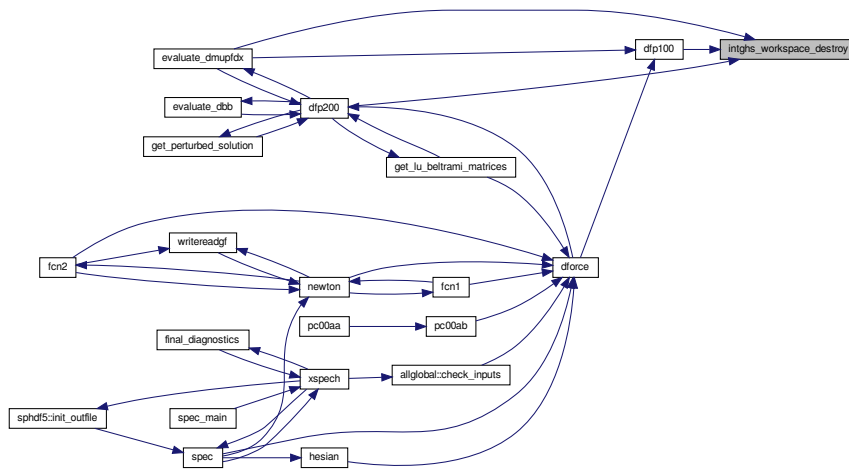 intghs_workspace_destroy
dfp100
evaluate_dmupfdx
dfp200
evaluate_dbb
get_perturbed_solution
get_lu_beltrami_matrices
writereadgf
fcn2
dforce
newton
fcn1
pc00aa
pc00ab
final_diagnostics
xspech
allglobal::check_inputs
sphdf5::init_outfile
spec_main
spec
hesian